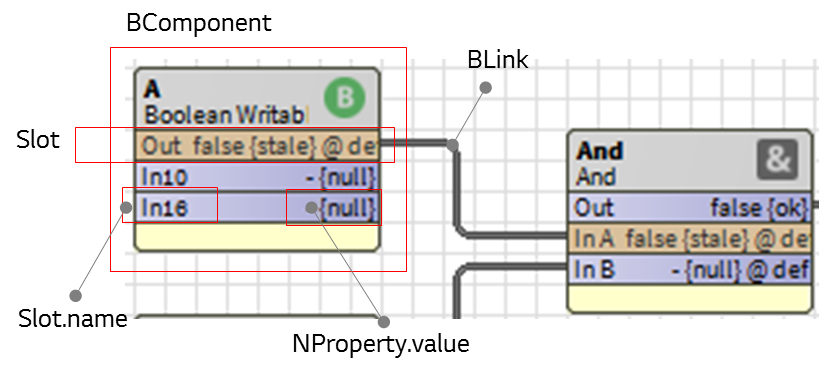 BComponent
BLink
A
Boolean Writabl
B
Slot
Out false {stale} @ def
In10 - {null}
In16 - {null}
And
And
&
Out false {ok}
In A false {stale} @ def
In B - {null} @ def
Slot.name
NProperty.value